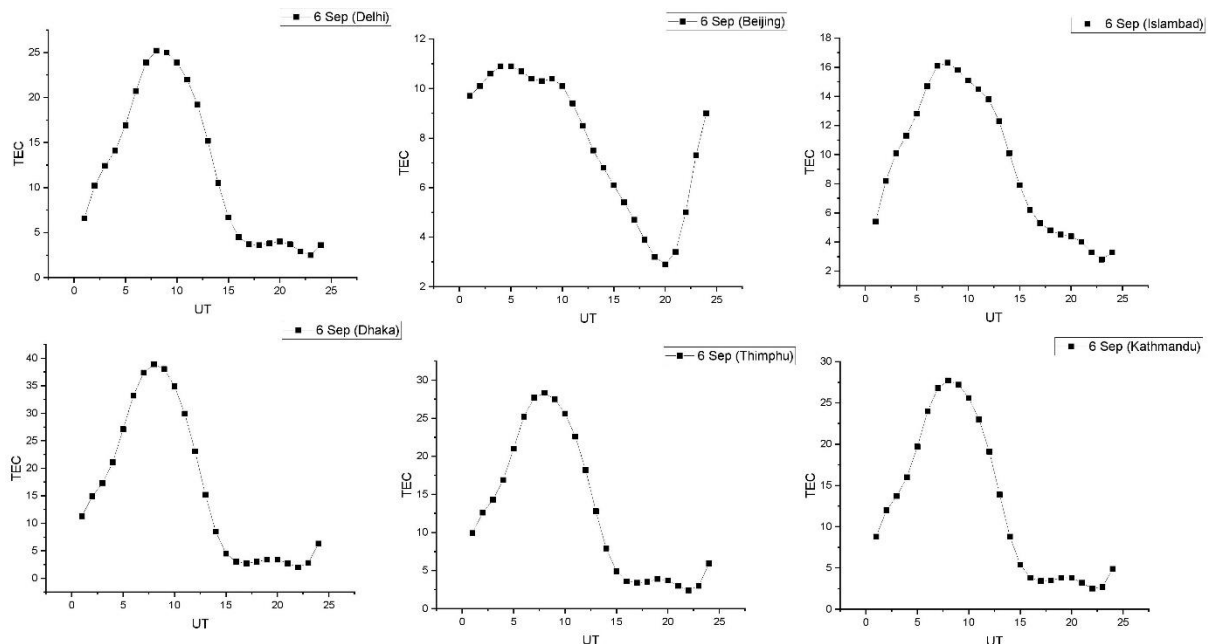 6 Sep (Delhi)
25
20
15
10
5
0
TEC
0 5 10 15 20 25
UT
6 Sep (Beijing)
12
10
8
6
4
2
TEC
0 5 10 15 20 25
UT
6 Sep (Islambad)
18
16
14
12
10
8
6
4
2
TEC
0 5 10 15 20 25
UT
6 Sep (Dhaka)
40
35
30
25
20
15
10
5
0
TEC
0 5 10 15 20 25
UT
6 Sep (Thimphu)
30
25
20
15
10
5
0
TEC
0 5 10 15 20 25
UT
6 Sep (Kathmandu)
30
25
20
15
10
5
0
TEC
0 5 10 15 20 25
UT